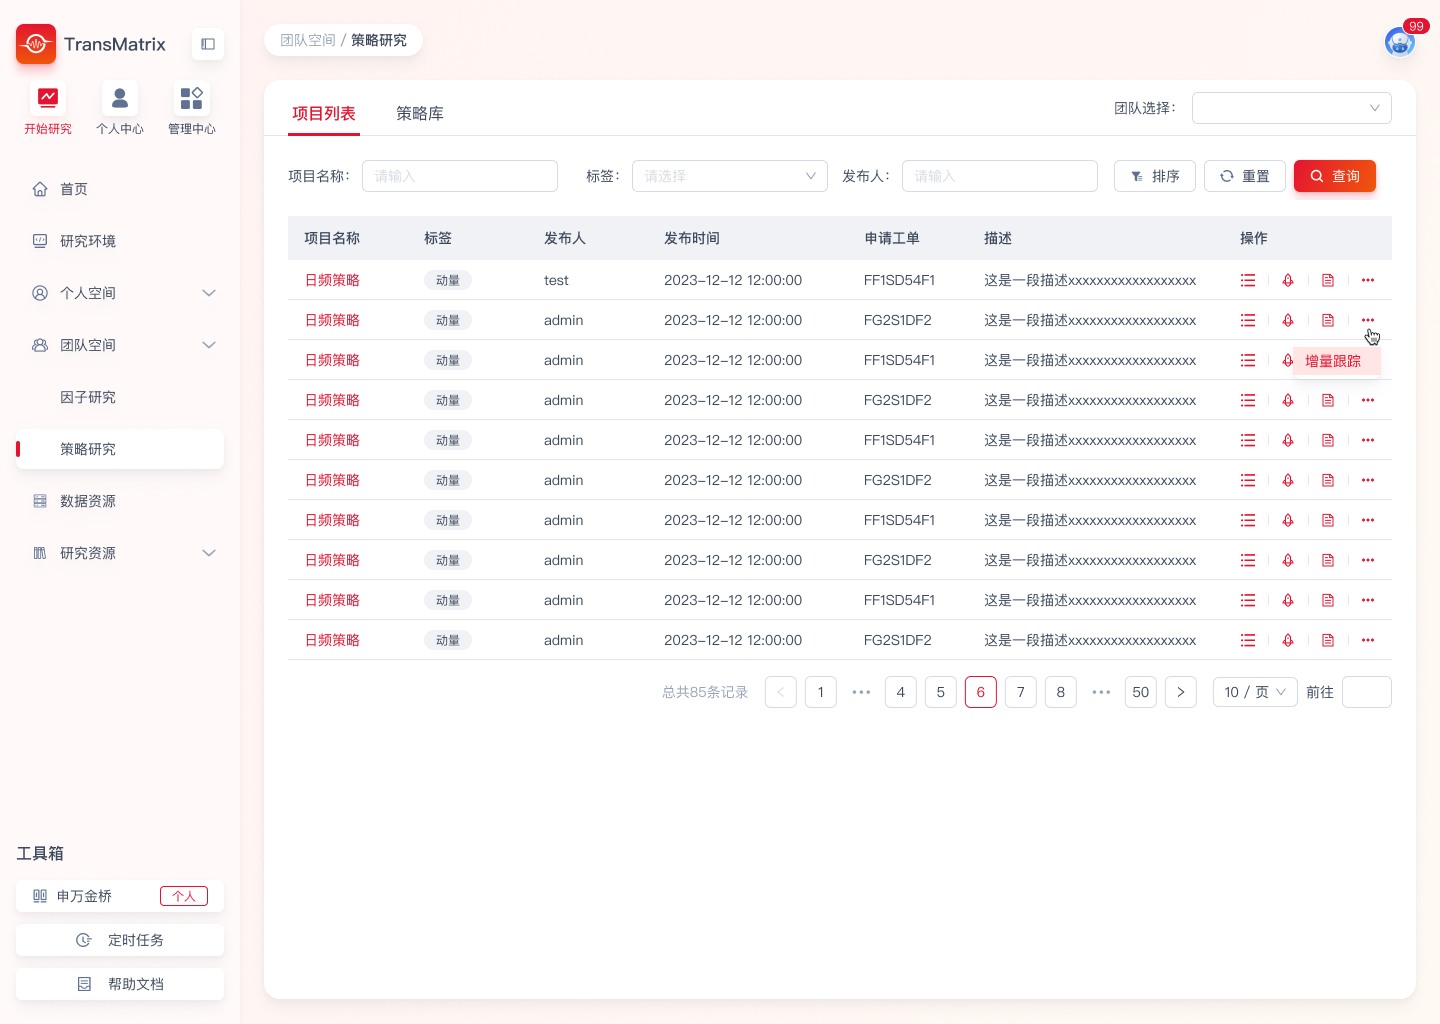 TransMatrix
开始研究
个人中心
管理中心
首页
研究环境
个人空间
团队空间
因子研究
策略研究
数据资源
研究资源
工具箱
申万金桥 个人
定时任务
帮助文档
团队空间 / 策略研究
99
项目列表 策略库 团队选择：
项目名称： 请输入 标签： 请选择 发布人： 请输入 排序 重置 查询
项目名称 标签 发布人 发布时间 申请工单 描述 操作
日频策略 动量 test 2023-12-12 12:00:00 FF1SD54F1 这是一段描述xxxxxxxxxxxxxxxxxx
日频策略 动量 admin 2023-12-12 12:00:00 FG2S1DF2 这是一段描述xxxxxxxxxxxxxxxxxx
日频策略 动量 admin 2023-12-12 12:00:00 FF1SD54F1 这是一段描述xxxxxxxxxxxxxxxxxx 增量跟踪
日频策略 动量 admin 2023-12-12 12:00:00 FG2S1DF2 这是一段描述xxxxxxxxxxxxxxxxxx
日频策略 动量 admin 2023-12-12 12:00:00 FF1SD54F1 这是一段描述xxxxxxxxxxxxxxxxxx
日频策略 动量 admin 2023-12-12 12:00:00 FG2S1DF2 这是一段描述xxxxxxxxxxxxxxxxxx
日频策略 动量 admin 2023-12-12 12:00:00 FF1SD54F1 这是一段描述xxxxxxxxxxxxxxxxxx
日频策略 动量 admin 2023-12-12 12:00:00 FG2S1DF2 这是一段描述xxxxxxxxxxxxxxxxxx
日频策略 动量 admin 2023-12-12 12:00:00 FF1SD54F1 这是一段描述xxxxxxxxxxxxxxxxxx
日频策略 动量 admin 2023-12-12 12:00:00 FG2S1DF2 这是一段描述xxxxxxxxxxxxxxxxxx
总共85条记录 < 1 ••• 4 5 6 7 8 ••• 50 > 10 / 页 前往